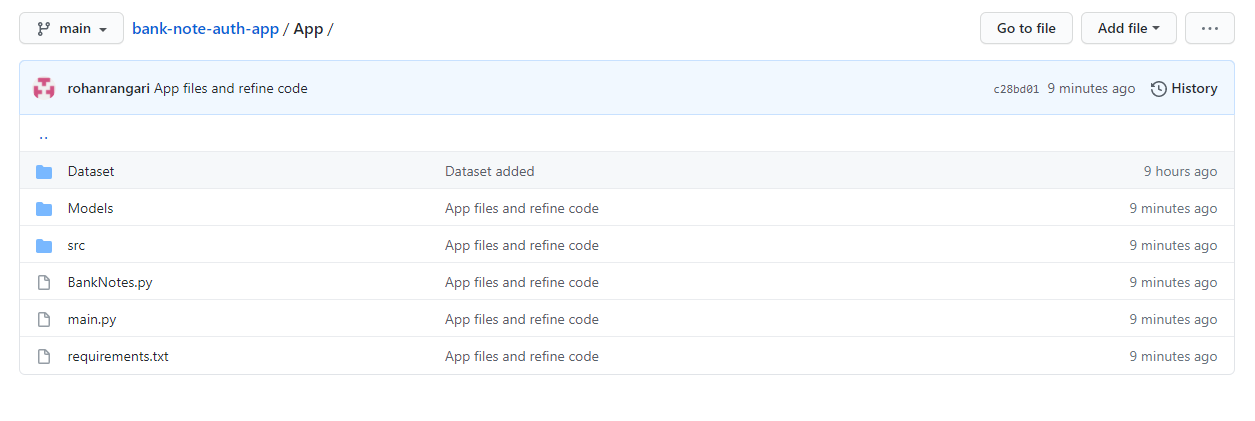 main bank-note-auth-app / App / Go to file Add file ...
rohanrangari App files and refine code c28bd01 9 minutes ago History
..
Dataset Dataset added 9 hours ago
Models App files and refine code 9 minutes ago
src App files and refine code 9 minutes ago
BankNotes.py App files and refine code 9 minutes ago
main.py App files and refine code 9 minutes ago
requirements.txt App files and refine code 9 minutes ago